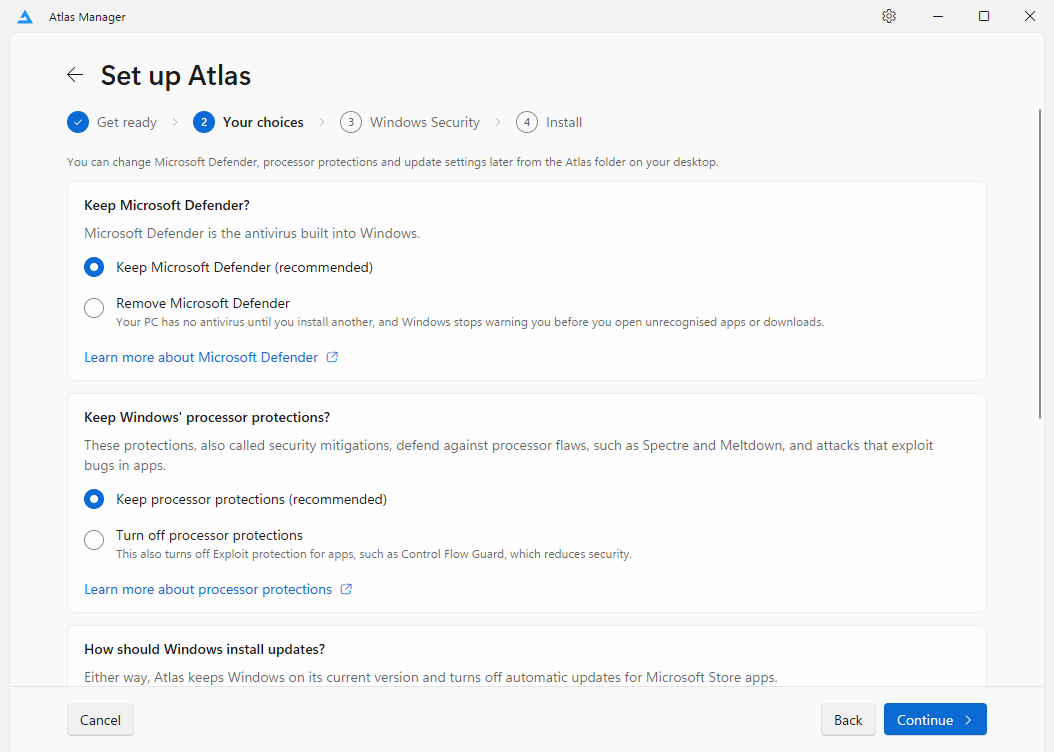 Atlas Manager
Set up Atlas
Get ready
2 Your choices
3 Windows Security
4 Install
You can change Microsoft Defender, processor protections and update settings later from the Atlas folder on your desktop.
Keep Microsoft Defender?
Microsoft Defender is the antivirus built into Windows.
Keep Microsoft Defender (recommended)
Remove Microsoft Defender
Your PC has no antivirus until you install another, and Windows stops warning you before you open unrecognised apps or downloads.
Learn more about Microsoft Defender
Keep Windows' processor protections?
These protections, also called security mitigations, defend against processor flaws, such as Spectre and Meltdown, and attacks that exploit
bugs in apps.
Keep processor protections (recommended)
Turn off processor protections
This also turns off Exploit protection for apps, such as Control Flow Guard, which reduces security.
Learn more about processor protections
How should Windows install updates?
Either way, Atlas keeps Windows on its current version and turns off automatic updates for Microsoft Store apps.
Cancel
Back
Continue